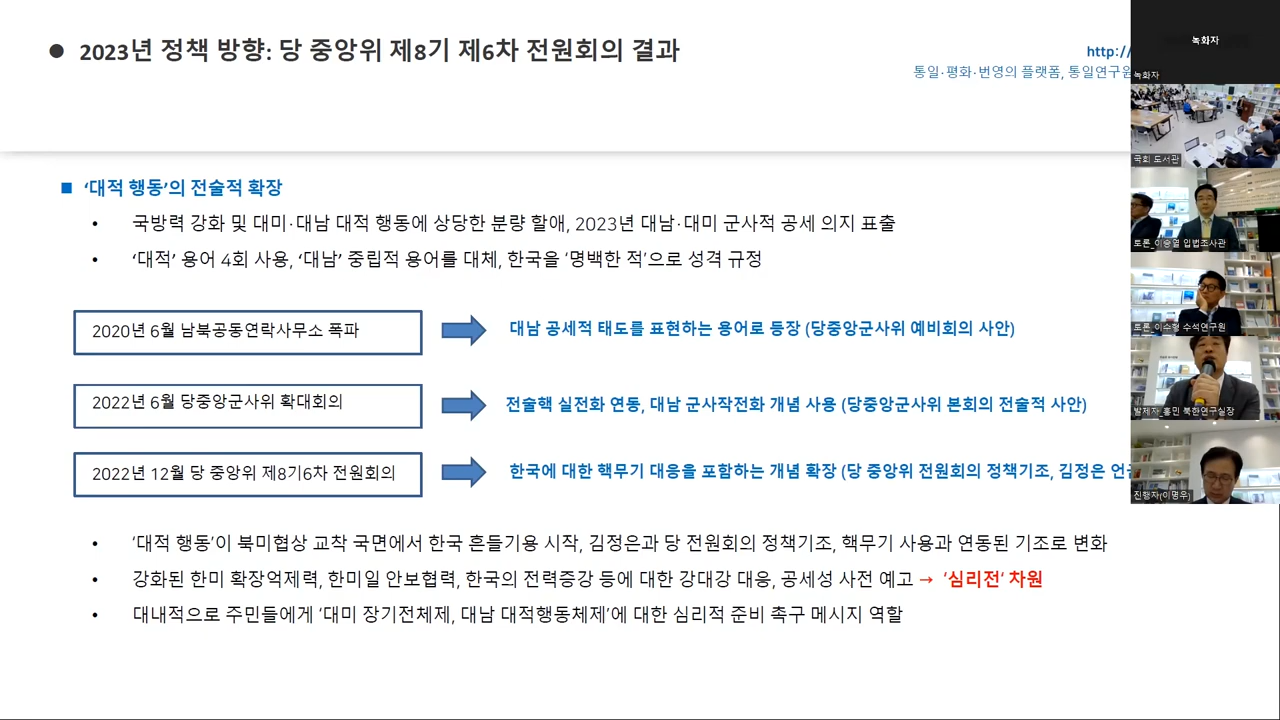 2023년 정책 방향: 당 중앙위 제8기 제6차 전원회의 결과
http://
통일·평화·번영의 플랫폼, 통일연구원
‘대적 행동’의 전술적 확장
국방력 강화 및 대미·대남 대적 행동에 상당한 분량 할애, 2023년 대남·대미 군사적 공세 의지 표출
‘대적’ 용어 4회 사용, ‘대남’ 중립적 용어를 대체, 한국을 ‘명백한 적’으로 성격 규정
2020년 6월 남북공동연락사무소 폭파
대남 공세적 태도를 표현하는 용어로 등장 (당중앙군사위 예비회의 사안)
2022년 6월 당중앙군사위 확대회의
전술핵 실전화 연동, 대남 군사작전화 개념 사용 (당중앙군사위 본회의 전술적 사안)
2022년 12월 당 중앙위 제8기6차 전원회의
한국에 대한 핵무기 대응을 포함하는 개념 확장 (당 중앙위 전원회의 정책기조, 김정은
‘대적 행동’이 북미협상 교착 국면에서 한국 흔들기용 시작, 김정은과 당 전원회의 정책기조, 핵무기 사용과 연동된 기조로 변화
강화된 한미 확장억제력, 한미일 안보협력, 한국의 전력증강 등에 대한 강대강 대응, 공세성 사전 예고 → ‘심리전‘ 차원
대내적으로 주민들에게 ‘대미 장기전체제, 대남 대적행동체제’에 대한 심리적 준비 촉구 메시지 역할
녹화자
녹화자
국회 도서관
토론_이승열 입법조사관
토론_이수형 수석연구원
발제자_홍민 북한연구실장
진행자(이명우)